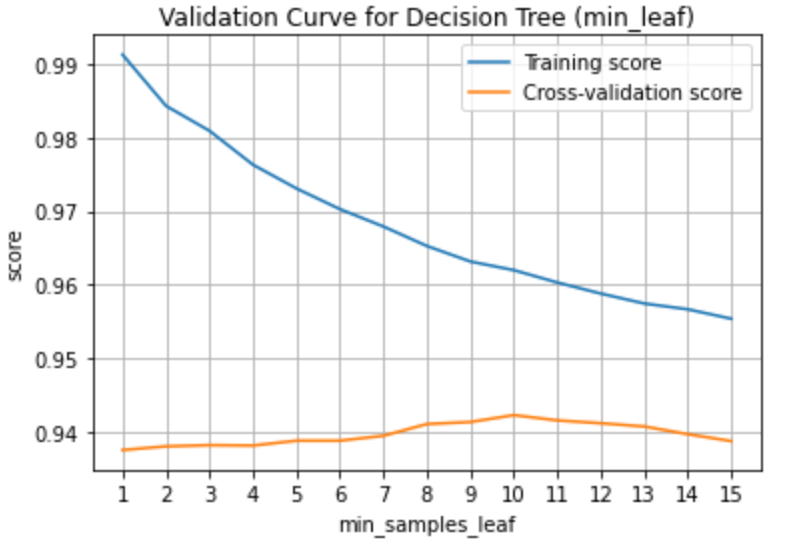 Validation Curve for Decision Tree (min_leaf)
Training score
Cross-validation score
score
0.99
0.98
0.97
0.96
0.95
0.94
1 2 3 4 5 6 7 8 9 10 11 12 13 14 15
min_samples_leaf